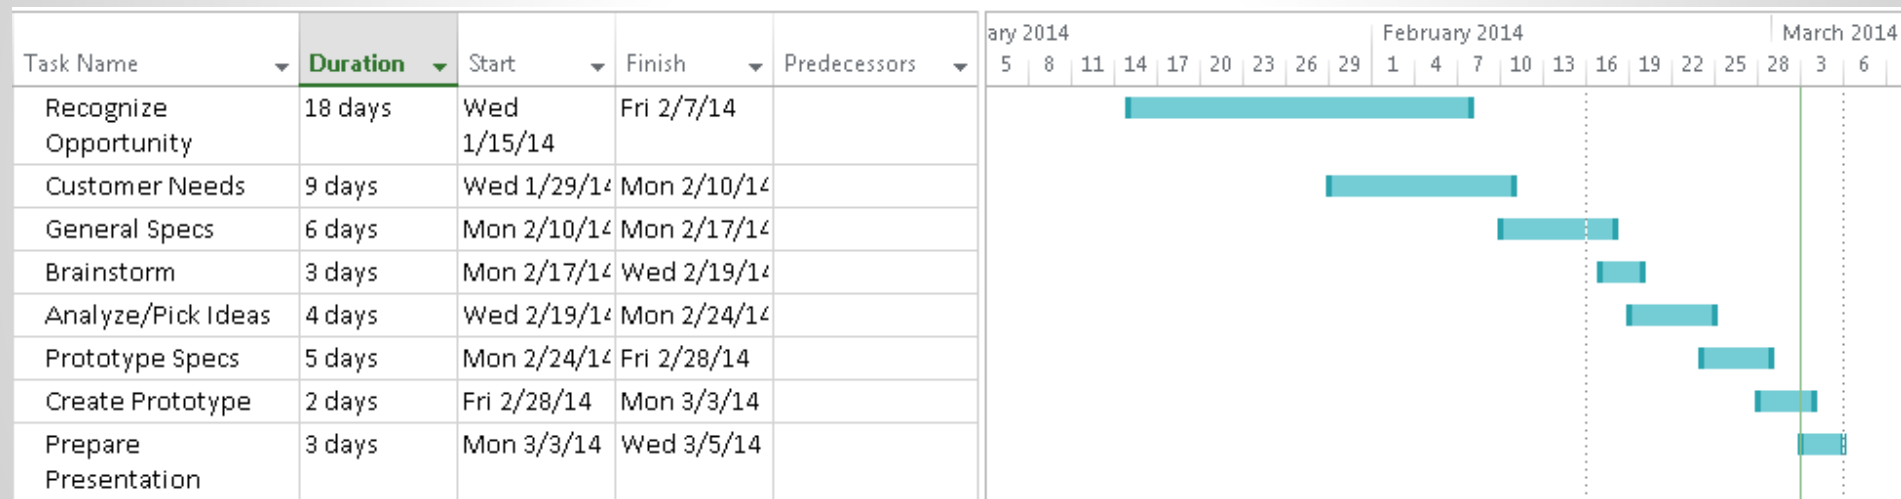 ary 2014 February 2014 March 2014
Task Name Duration Start Finish Predecessors 5 8 11 14 17 20 23 26 29 1 4 7 10 13 16 19 22 25 28 3 6
Recognize 18 days Wed Fri 2/7/14
Opportunity 1/15/14
Customer Needs 9 days Wed 1/29/14 Mon 2/10/14
General Specs 6 days Mon 2/10/14 Mon 2/17/14
Brainstorm 3 days Mon 2/17/14 Wed 2/19/14
Analyze/Pick Ideas 4 days Wed 2/19/14 Mon 2/24/14
Prototype Specs 5 days Mon 2/24/14 Fri 2/28/14
Create Prototype 2 days Fri 2/28/14 Mon 3/3/14
Prepare 3 days Mon 3/3/14 Wed 3/5/14
Presentation